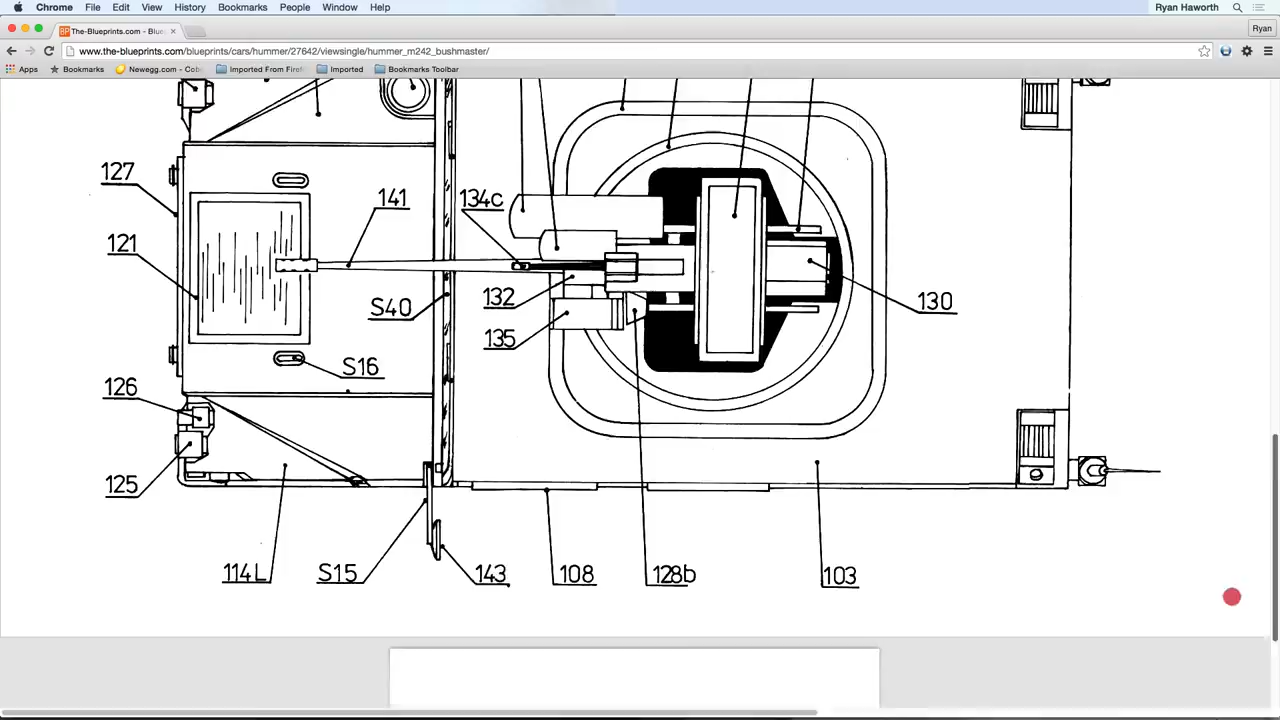 Chrome File Edit View History Bookmarks People Window Help Ryan Haworth
BP The-Blueprints.com - Blue Ryan
www.the-blueprints.com/blueprints/cars/hummer/27642/viewsingle/hummer_m242_bushmaster/
Apps Bookmarks Newegg.com - Co Imported From Firef Imported Bookmarks Toolbar
127
141
134c
121
132
130
S40
135
S16
126
125
114L
S15
143
108
128b
103